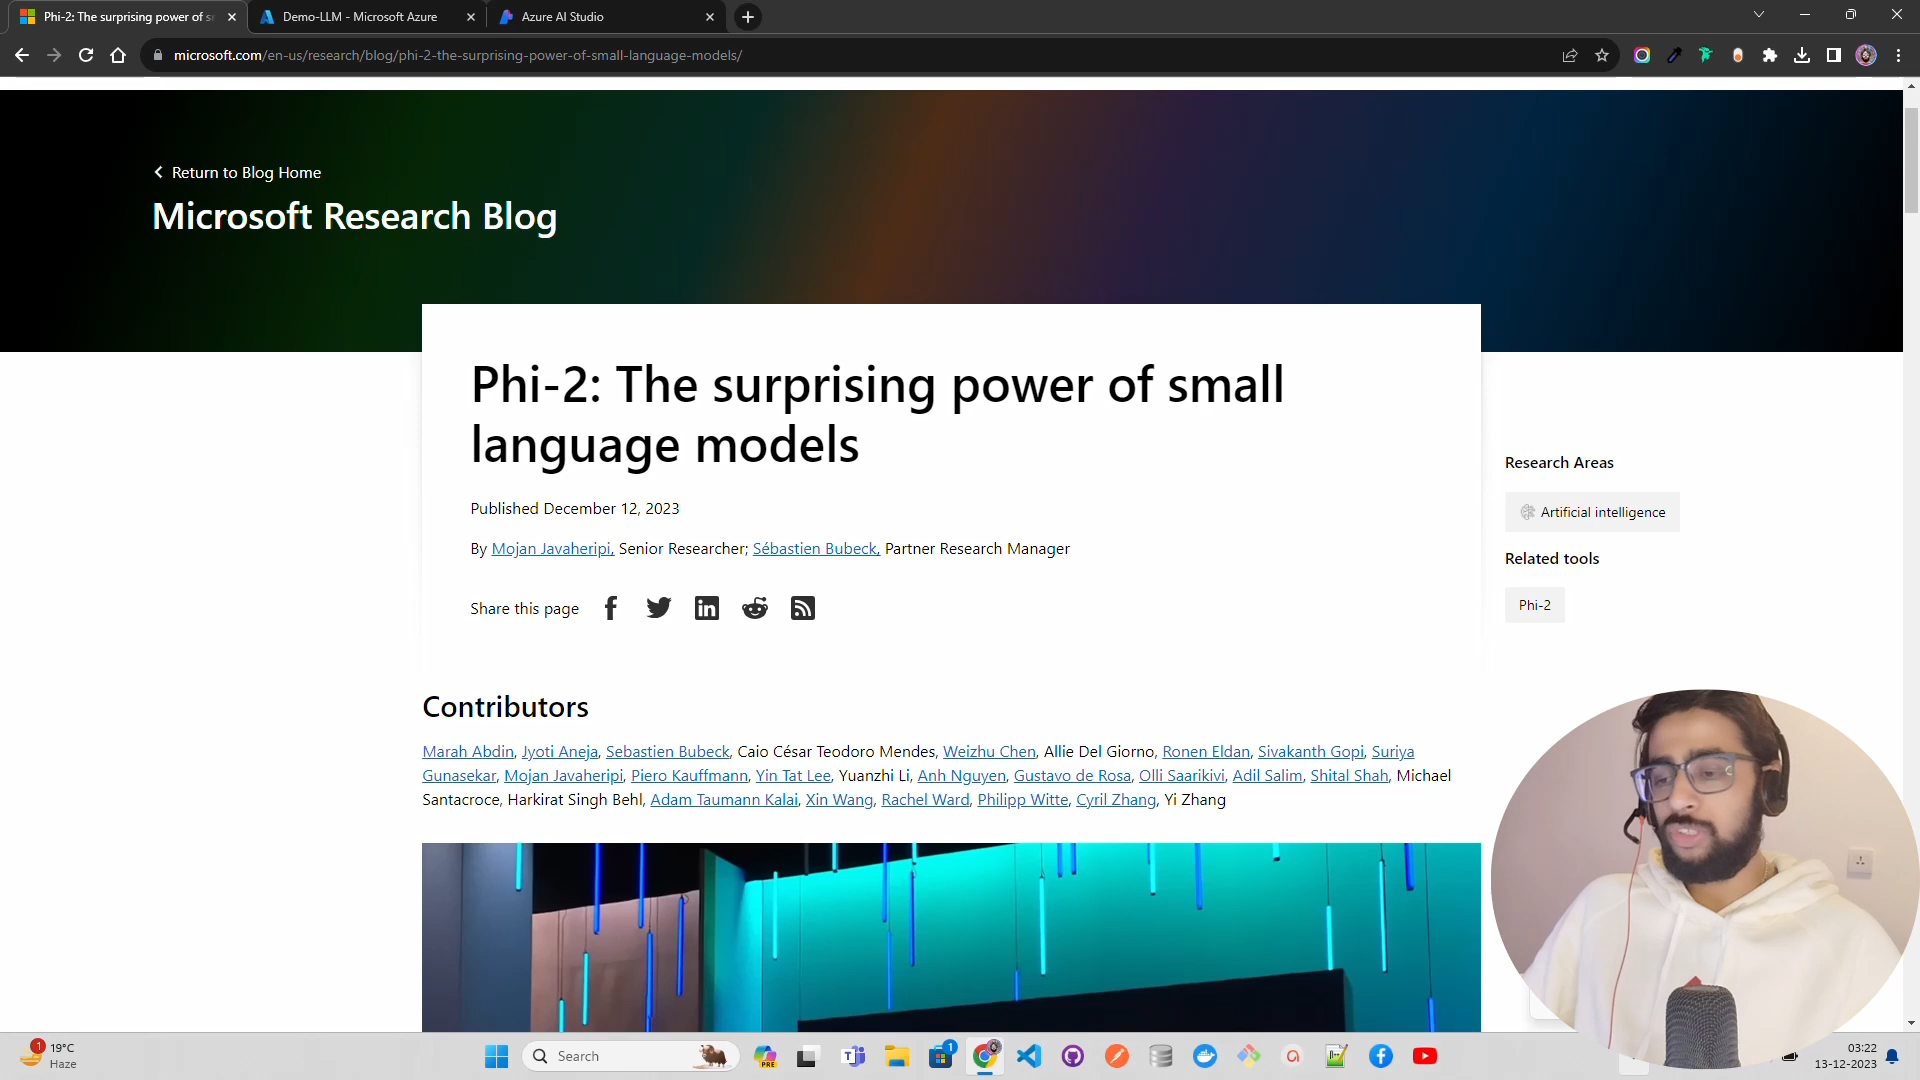 Phi-2: The surprising power of s
Demo-LLM - Microsoft Azure
Azure AI Studio
microsoft.com/en-us/research/blog/phi-2-the-surprising-power-of-small-language-models/
Return to Blog Home
Microsoft Research Blog
Phi-2: The surprising power of small
language models
Published December 12, 2023
By Mojan Javaheripi, Senior Researcher; Sébastien Bubeck, Partner Research Manager
Share this page
Research Areas
Artificial intelligence
Related tools
Phi-2
Contributors
Marah Abdin, Jyoti Aneja, Sebastien Bubeck, Caio César Teodoro Mendes, Weizhu Chen, Allie Del Giorno, Ronen Eldan, Sivakanth Gopi, Suriya
Gunasekar, Mojan Javaheripi, Piero Kauffmann, Yin Tat Lee, Yuanzhi Li, Anh Nguyen, Gustavo de Rosa, Olli Saarikivi, Adil Salim, Shital Shah, Michael
Santacroce, Harkirat Singh Behl, Adam Taumann Kalai, Xin Wang, Rachel Ward, Philipp Witte, Cyril Zhang, Yi Zhang
1
19°C
Haze
Search
PRE
1
03:22
13-12-2023